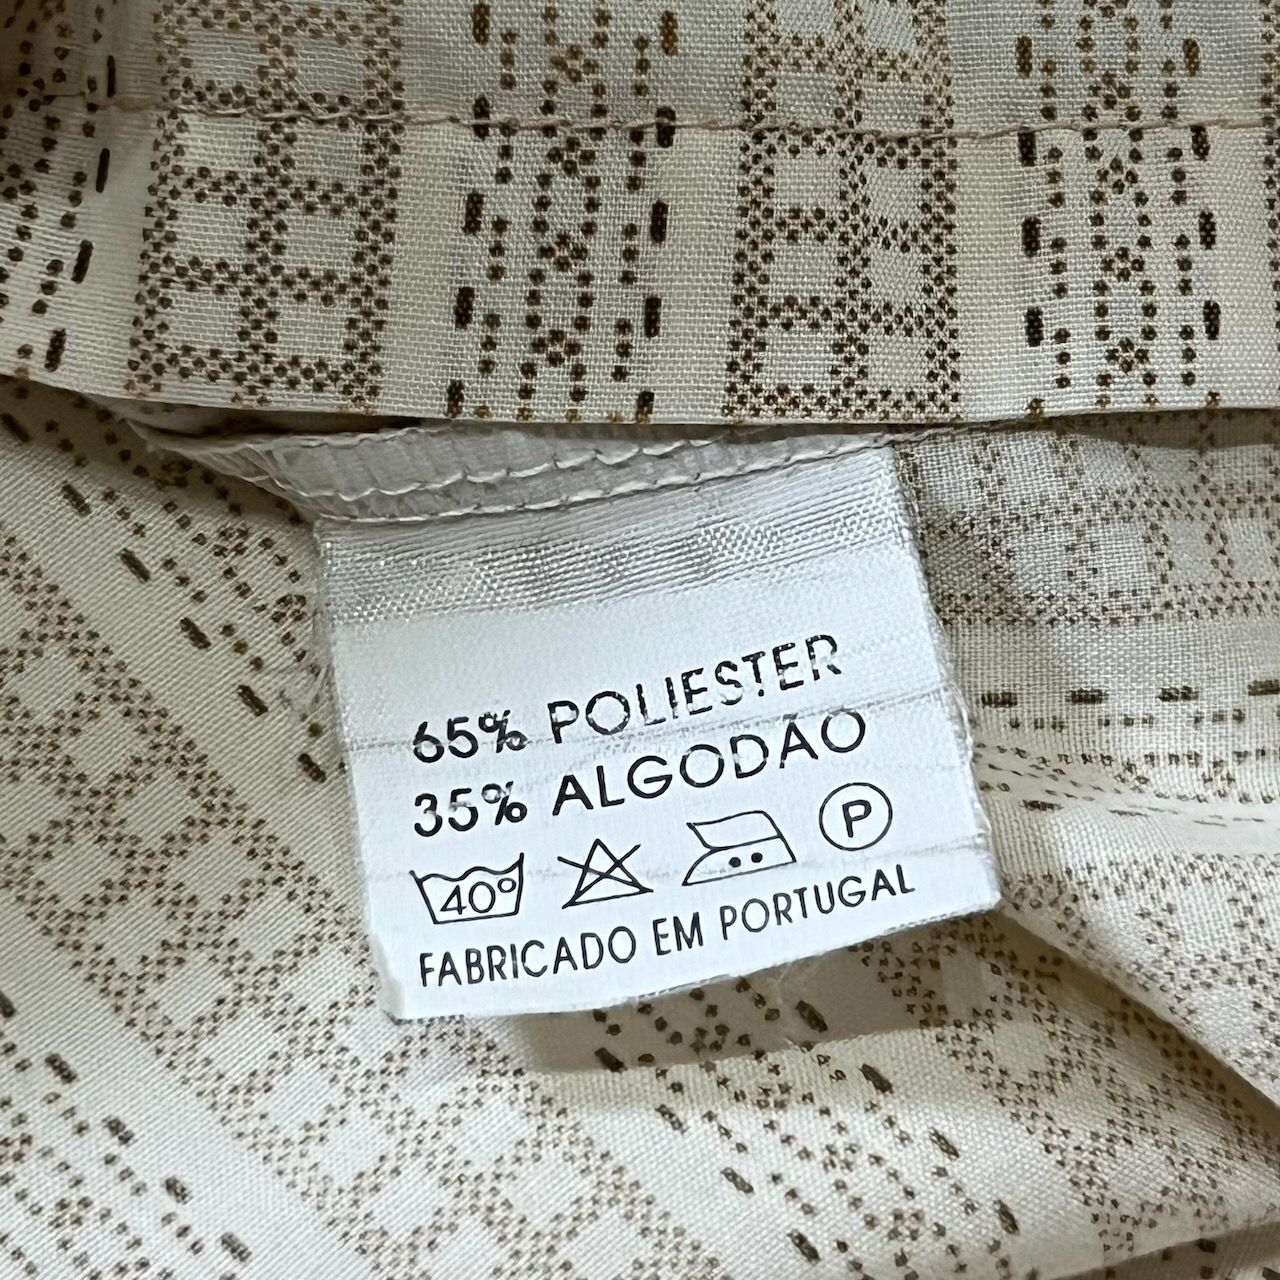 65% POLIESTER
35% ALGODÃO
40° P
FABRICADO EM PORTUGAL